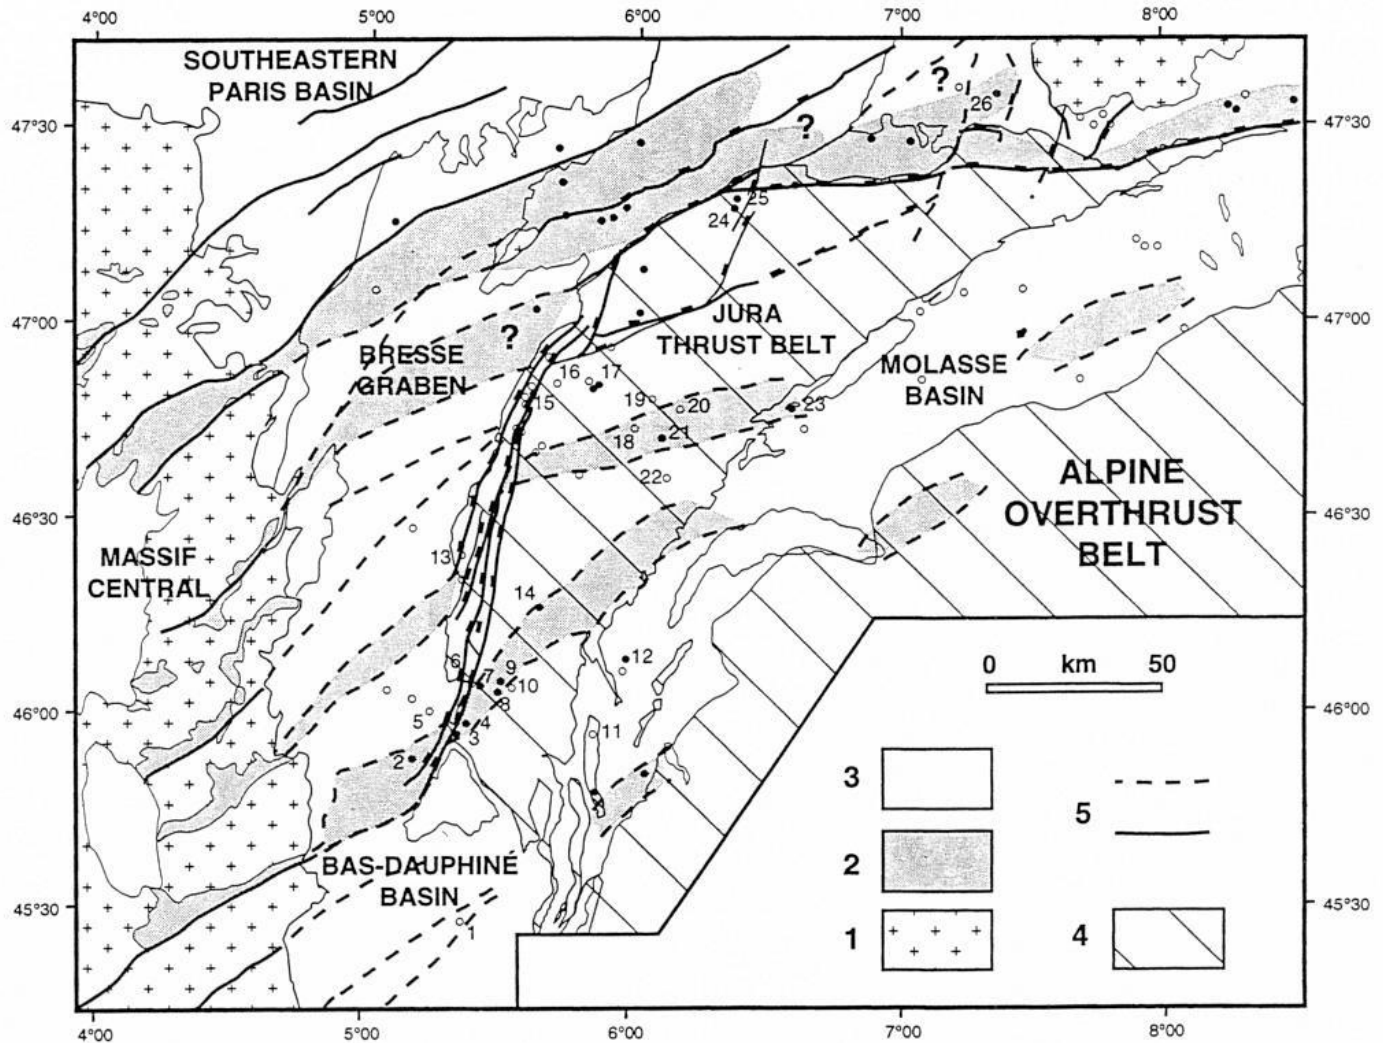 4°00 5°00 6°00 7°00 8°00
SOUTHEASTERN
PARIS BASIN
?
26
47°30 47°30
?
25
24
47°00 47°00
JURA
THRUST BELT
?
BRESSE
GRABEN
MOLASSE
BASIN
16 17
15
19 20
23
18 21
22
ALPINE
OVERTHRUST
BELT
46°30 46°30
MASSIF
CENTRAL
13
14
6 7 9
10
8
12
0 km 50
46°00 46°00
5 4
3
2
11
3
5
2
BAS-DAUPHINÉ
BASIN
45°30 45°30
1
1
4
4°00 5°00 6°00 7°00 8°00